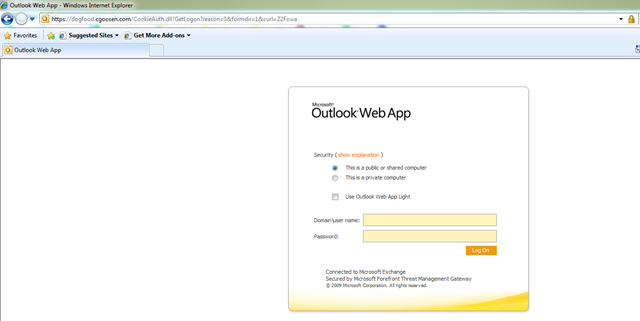 Outlook Web App - Windows Internet Explorer
https://dogfood.cgoosen.com/CookieAuth.dll?GetLogon?reason=0&formdir=1&curl=Z2Fowa
Favorites Suggested Sites Get More Add-ons
Outlook Web App
Microsoft®
Outlook Web App
Security ( show explanation )
This is a public or shared computer
This is a private computer
Use Outlook Web App Light
Domain\user name:
Password:
Log On
Connected to Microsoft Exchange
Secured by Microsoft Forefront Threat Management Gateway
© 2009 Microsoft Corporation. All rights reserved.